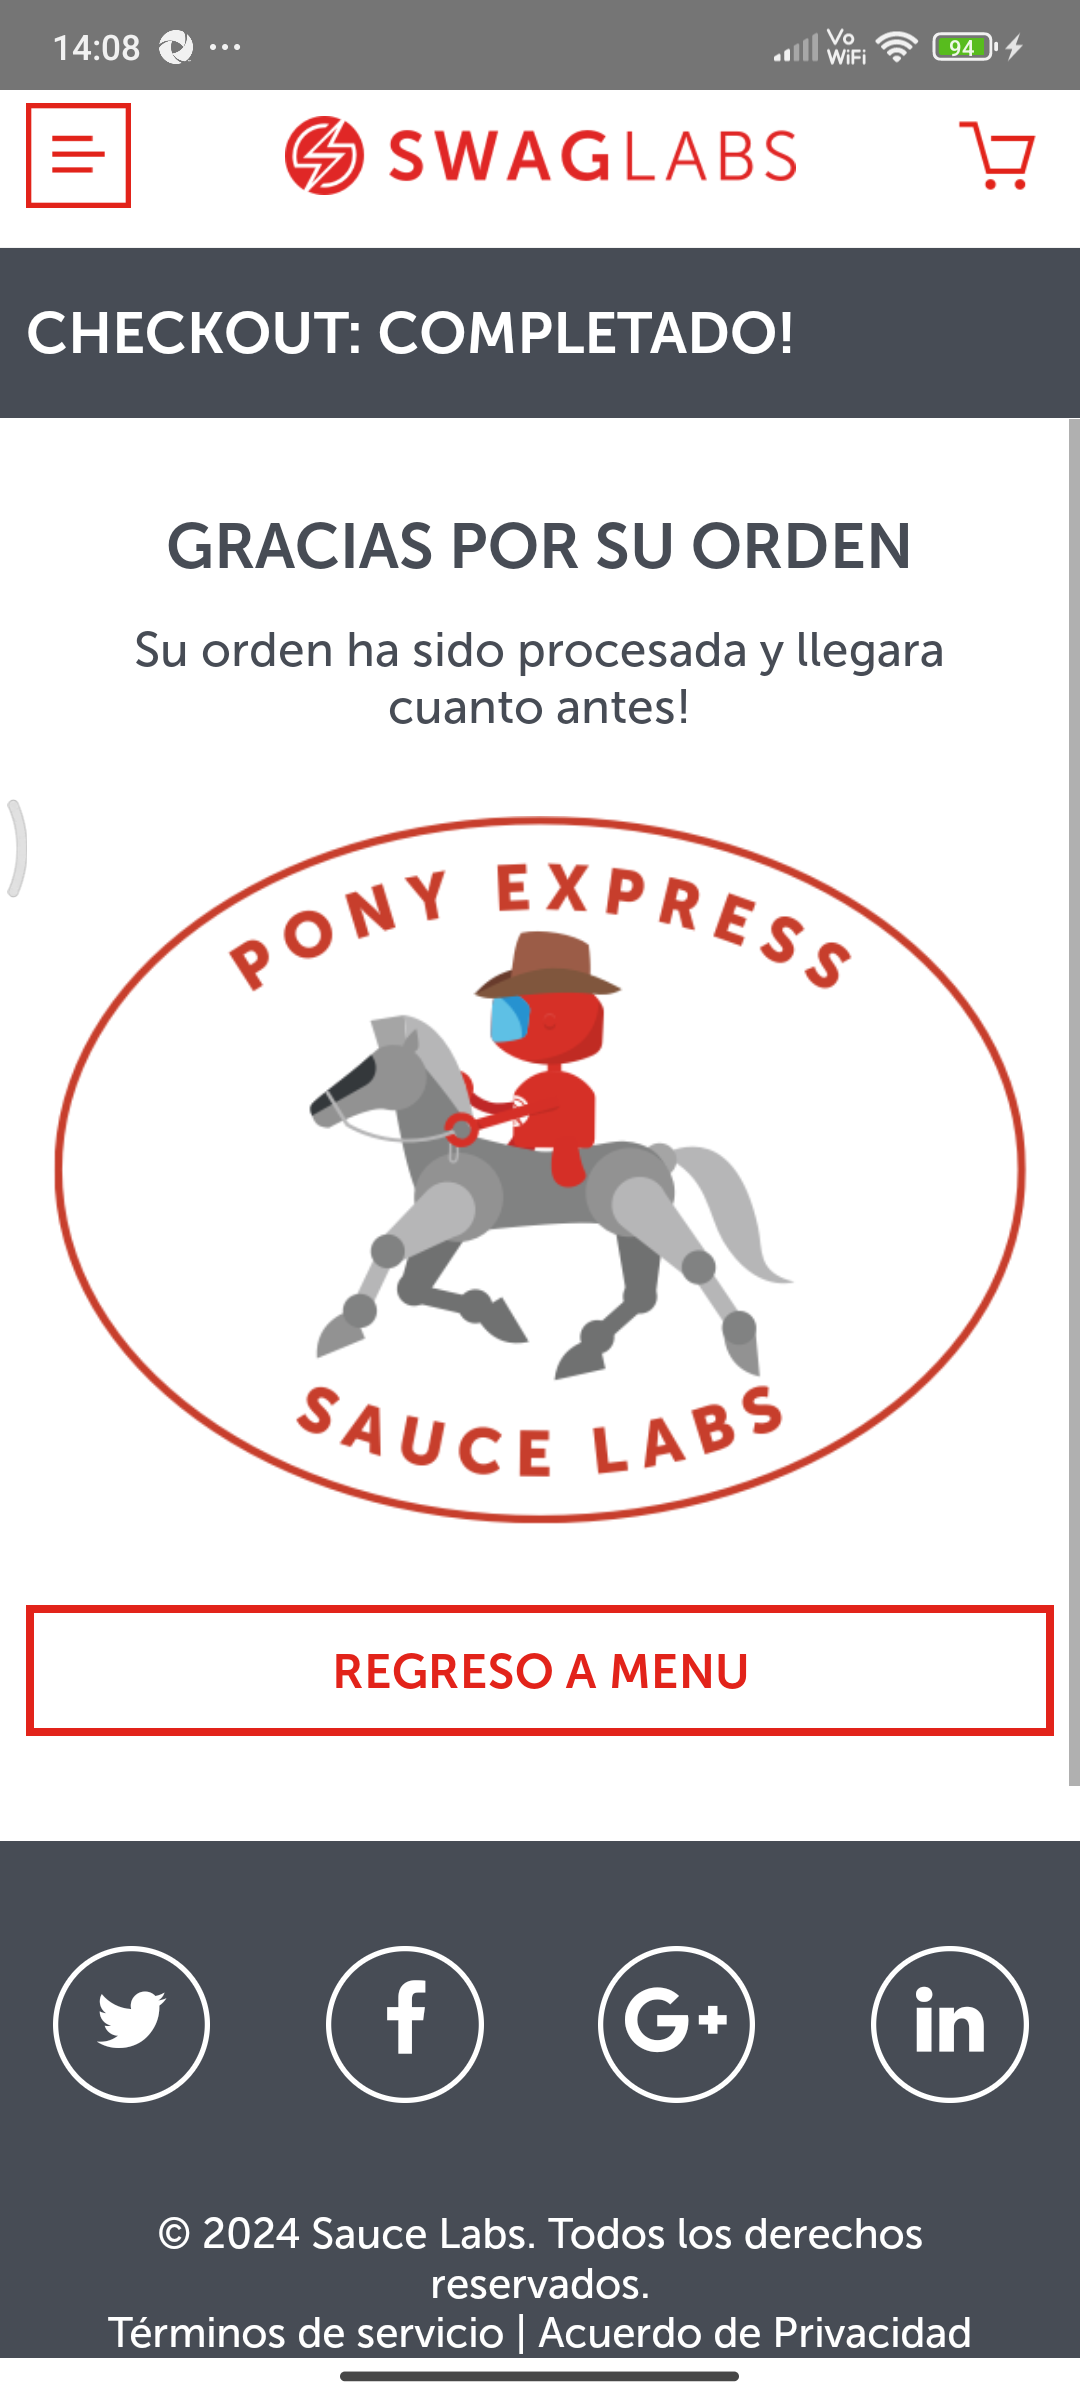 14:08
Vo
WiFi
94
SWAGLABS
CHECKOUT: COMPLETADO!
GRACIAS POR SU ORDEN
Su orden ha sido procesada y llegara
cuanto antes!
PONY EXPRESS
SAUCE LABS
REGRESO A MENU
f
G+
in
© 2024 Sauce Labs. Todos los derechos
reservados.
Términos de servicio | Acuerdo de Privacidad